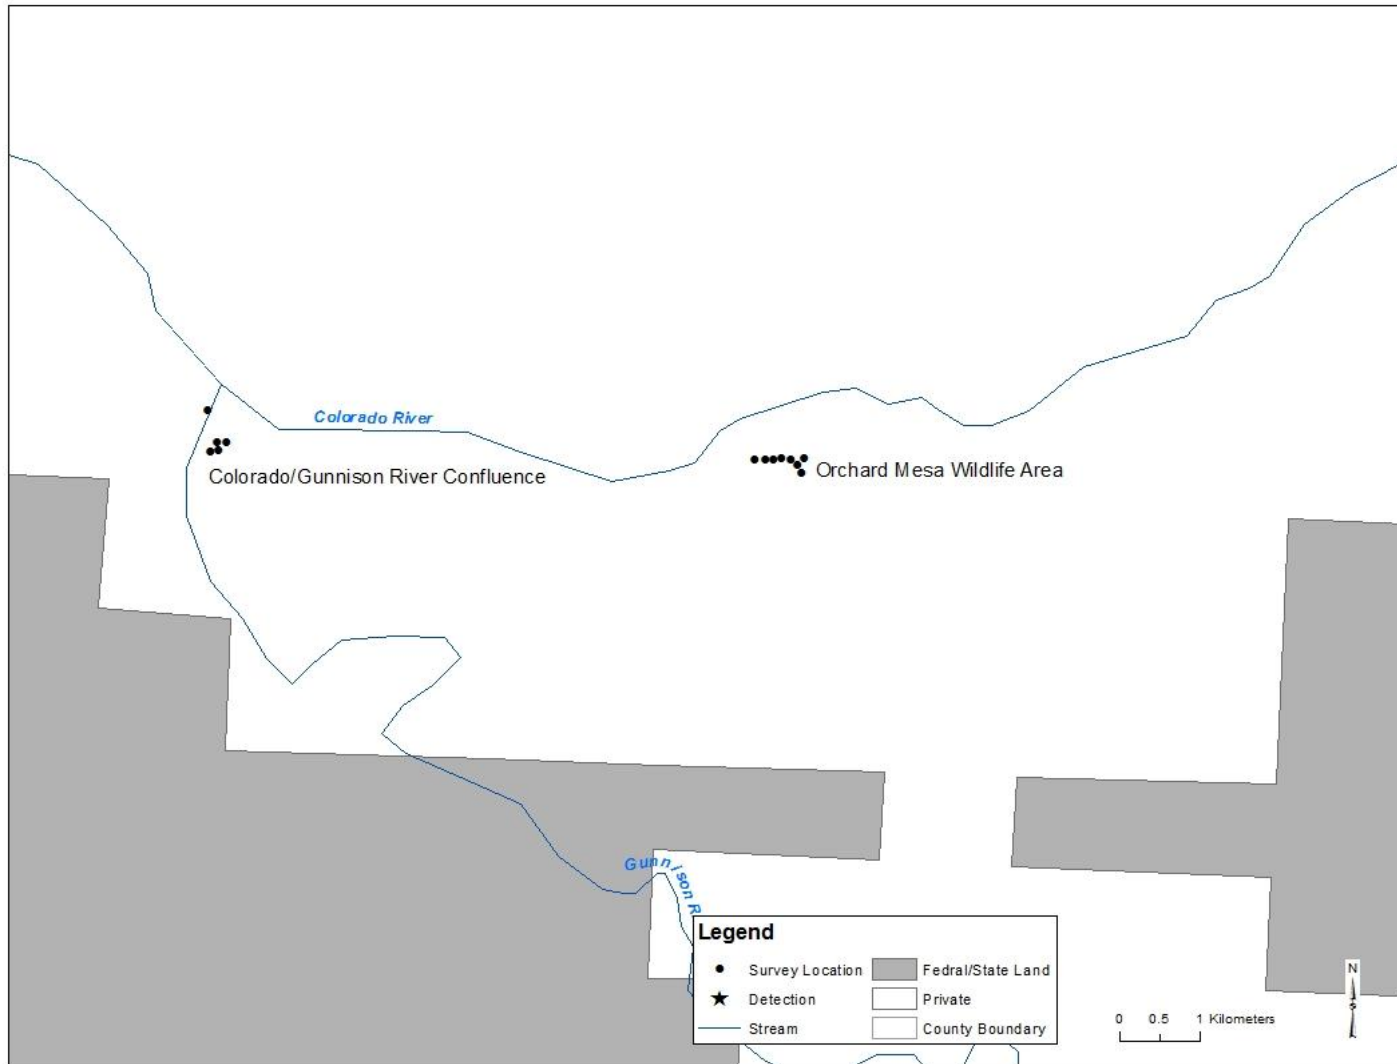 Colorado River
Colorado/Gunnison River Confluence
Orchard Mesa Wildlife Area
Gunnison R
Legend
Survey Location
Fedral/State Land
Detection
Private
Stream
County Boundary
0 0.5 1 Kilometers
N